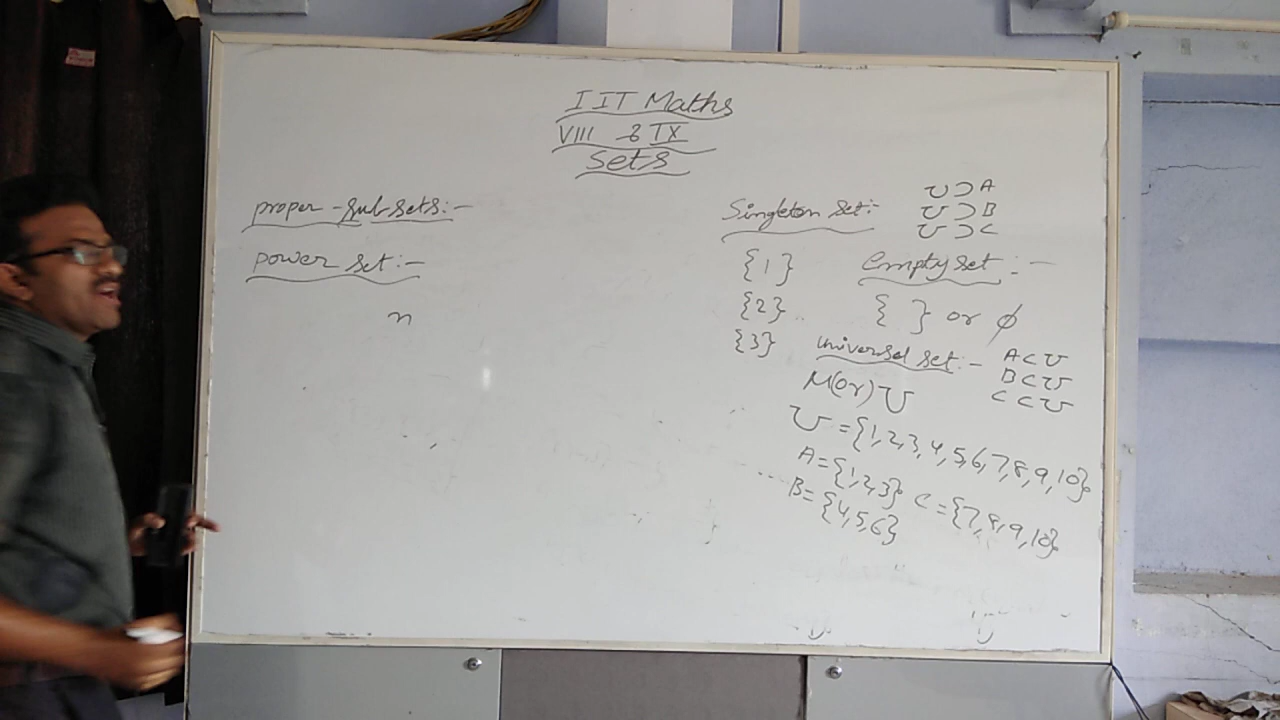 IIT Maths
VIII & IX
Sets
proper - subsets:-
power set:-
n
Singleton set:-
{1}
{2}
{3}
U ⊃ A
U ⊃ B
U ⊃ C
Empty set:-
{ } or ϕ
universal set:-
A ⊂ U
B ⊂ U
C ⊂ U
M(or) U
U = {1,2,3,4,5,6,7,8,9,10}
A = {1,2,3}
B = {4,5,6}
C = {7,8,9,10}